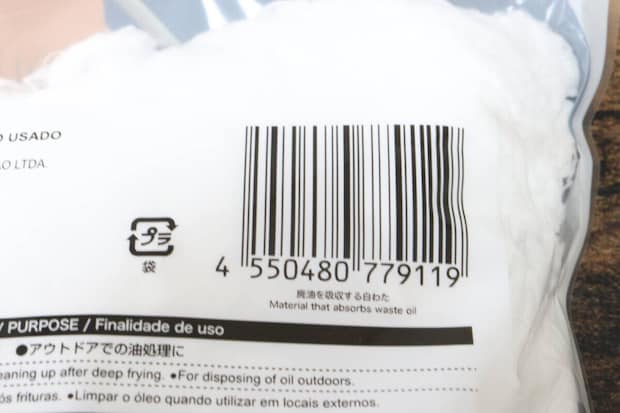 O USADO
ÃO LTDA.
プラ
袋
4 550480 779119
廃油を吸収する白わた
Material that absorbs waste oil
/ PURPOSE / Finalidade de uso
●アウトドアでの油処理に
eaning up after deep frying. ●For disposing of oil outdoors.
ós frituras. ●Limpar o óleo quando utilizar em locais externos.